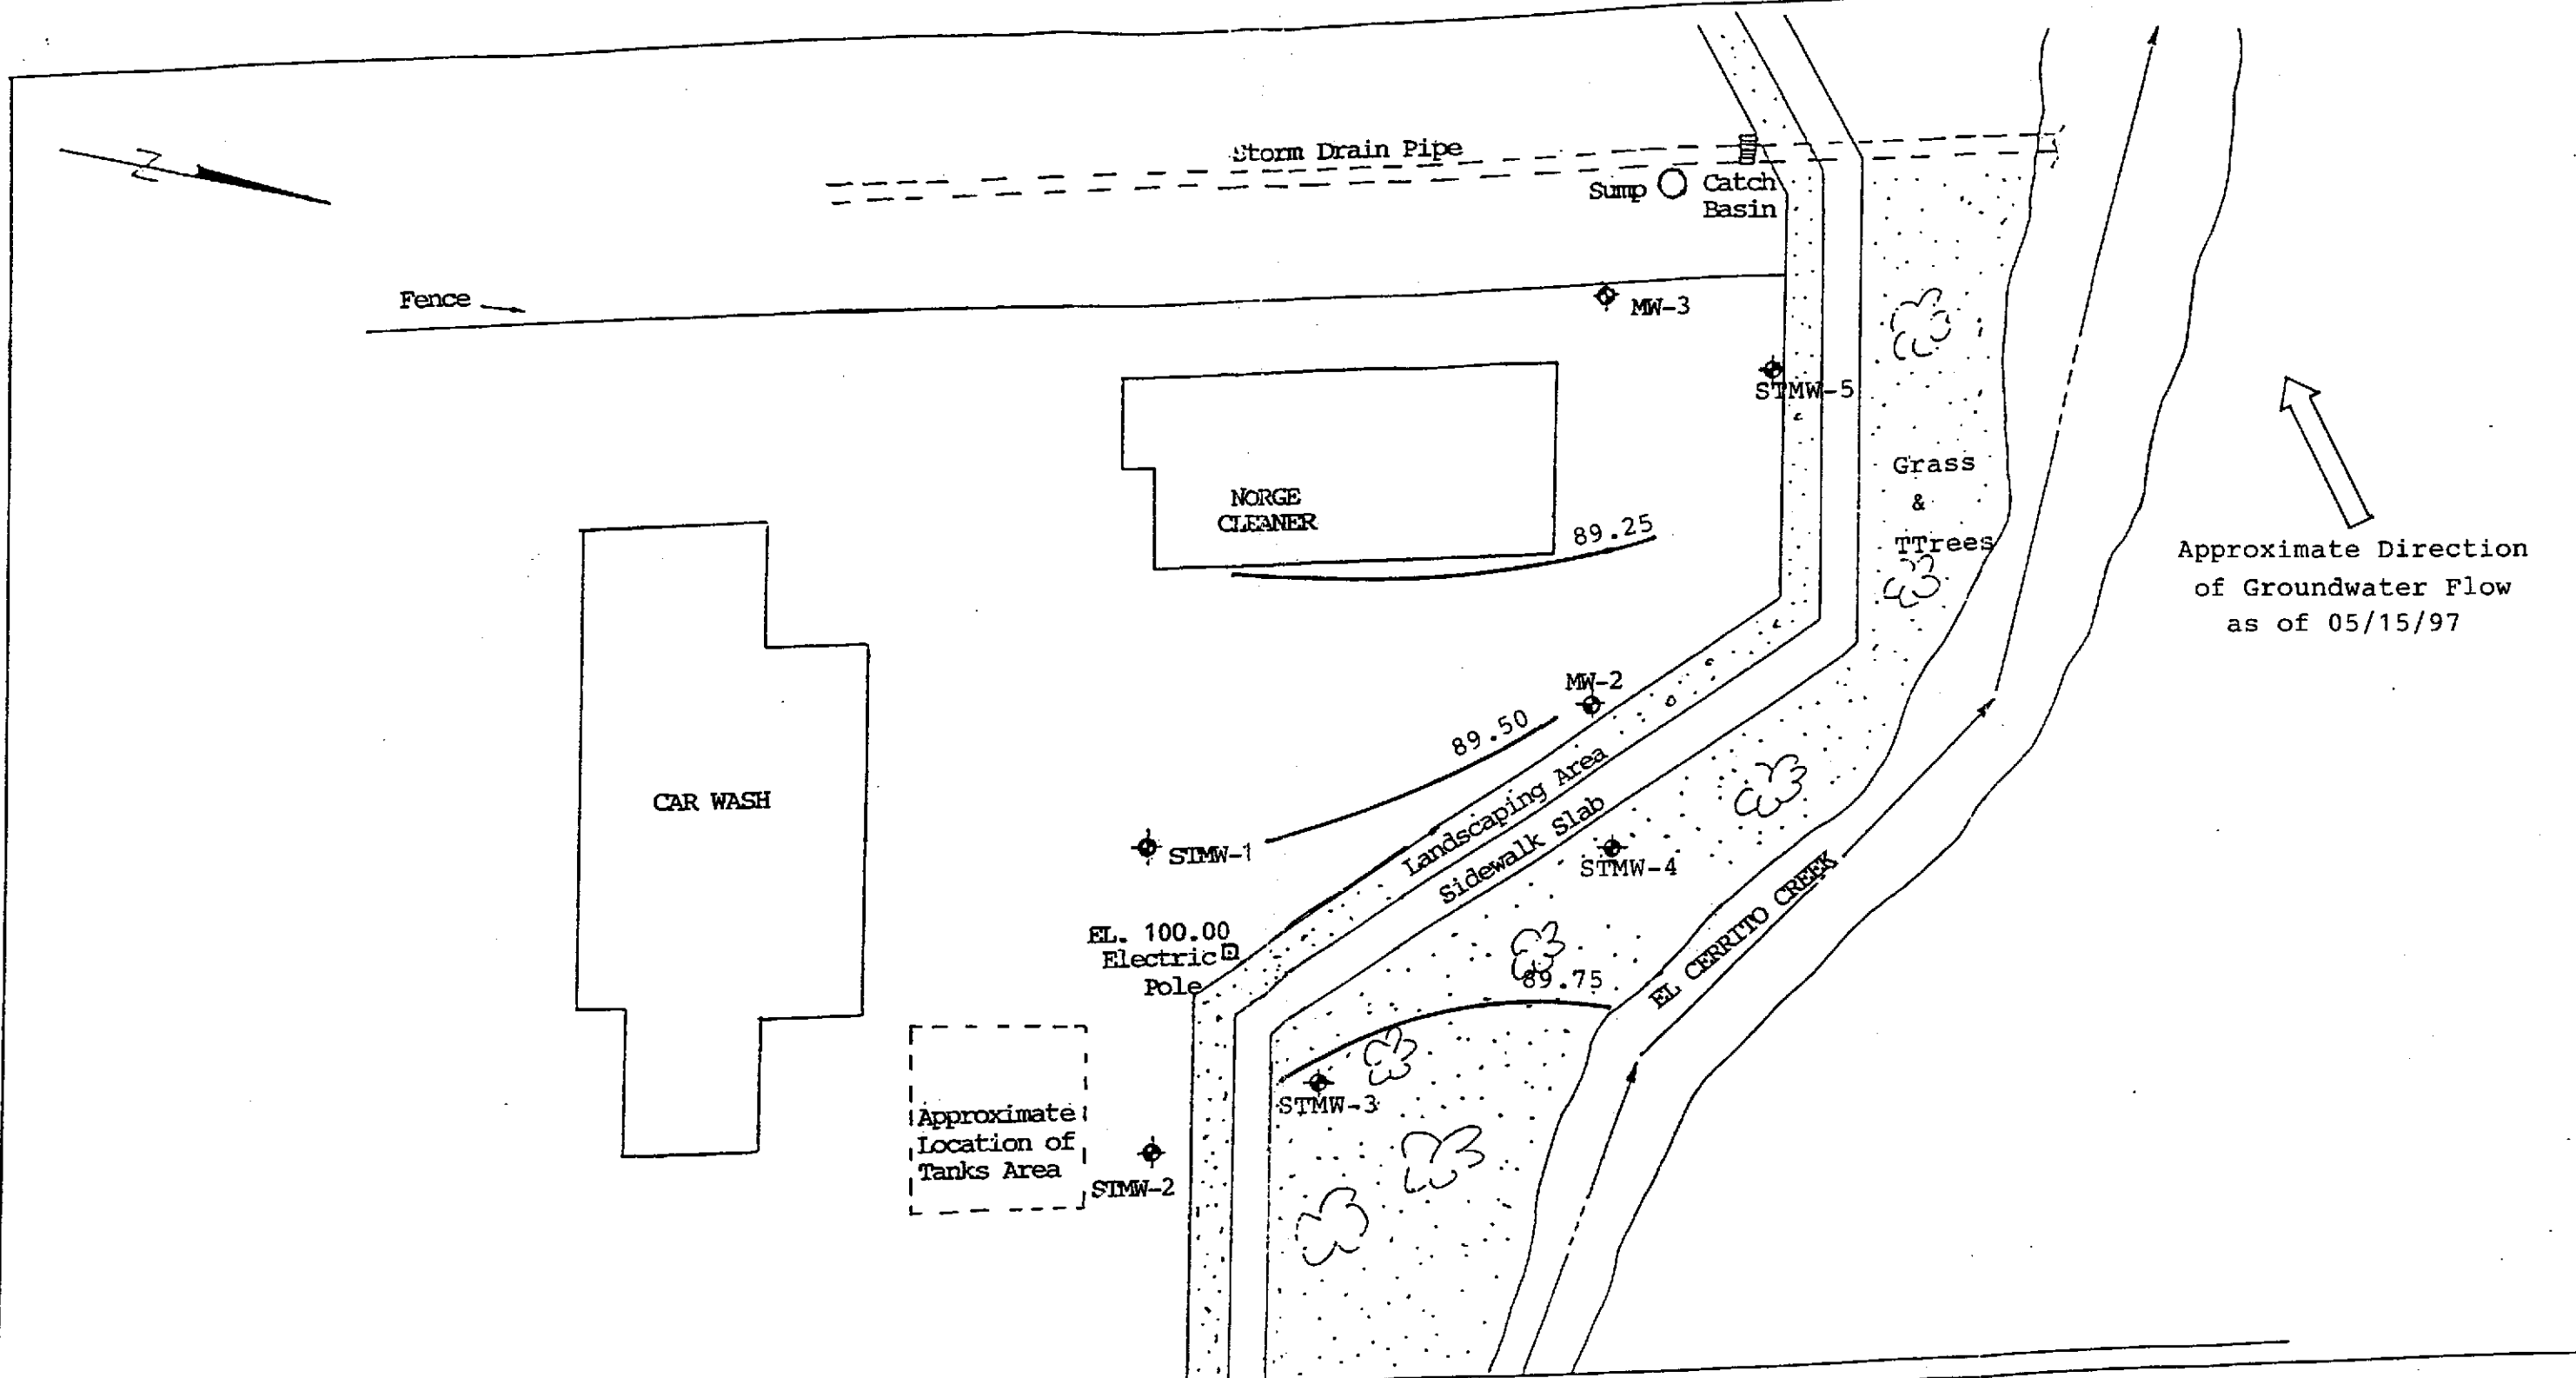 N
Storm Drain Pipe
Sump
Catch
Basin
Fence
MW-3
STMW-5
NORGE
CLEANER
89.25
Grass
&
TTrees
Approximate Direction
of Groundwater Flow
as of 05/15/97
MW-2
89.50
CAR WASH
Landscaping Area
Sidewalk Slab
STMW-1
STMW-4
EL CERRITO CREEK
EL. 100.00
Electric
Pole
89.75
STMW-3
Approximate
Location of
Tanks Area
STMW-2